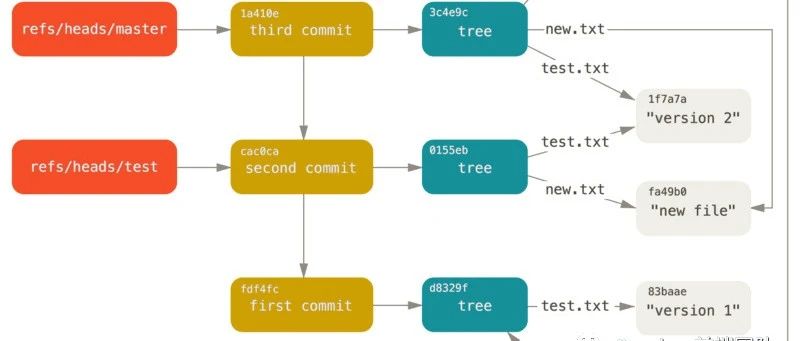 refs/heads/master
1a410e
third commit
3c4e9c
tree
new.txt
test.txt
1f7a7a
"version 2"
refs/heads/test
cac0ca
second commit
0155eb
tree
test.txt
new.txt
fa49b0
"new file"
fdf4fc
first commit
d8329f
tree
test.txt
83baae
"version 1"